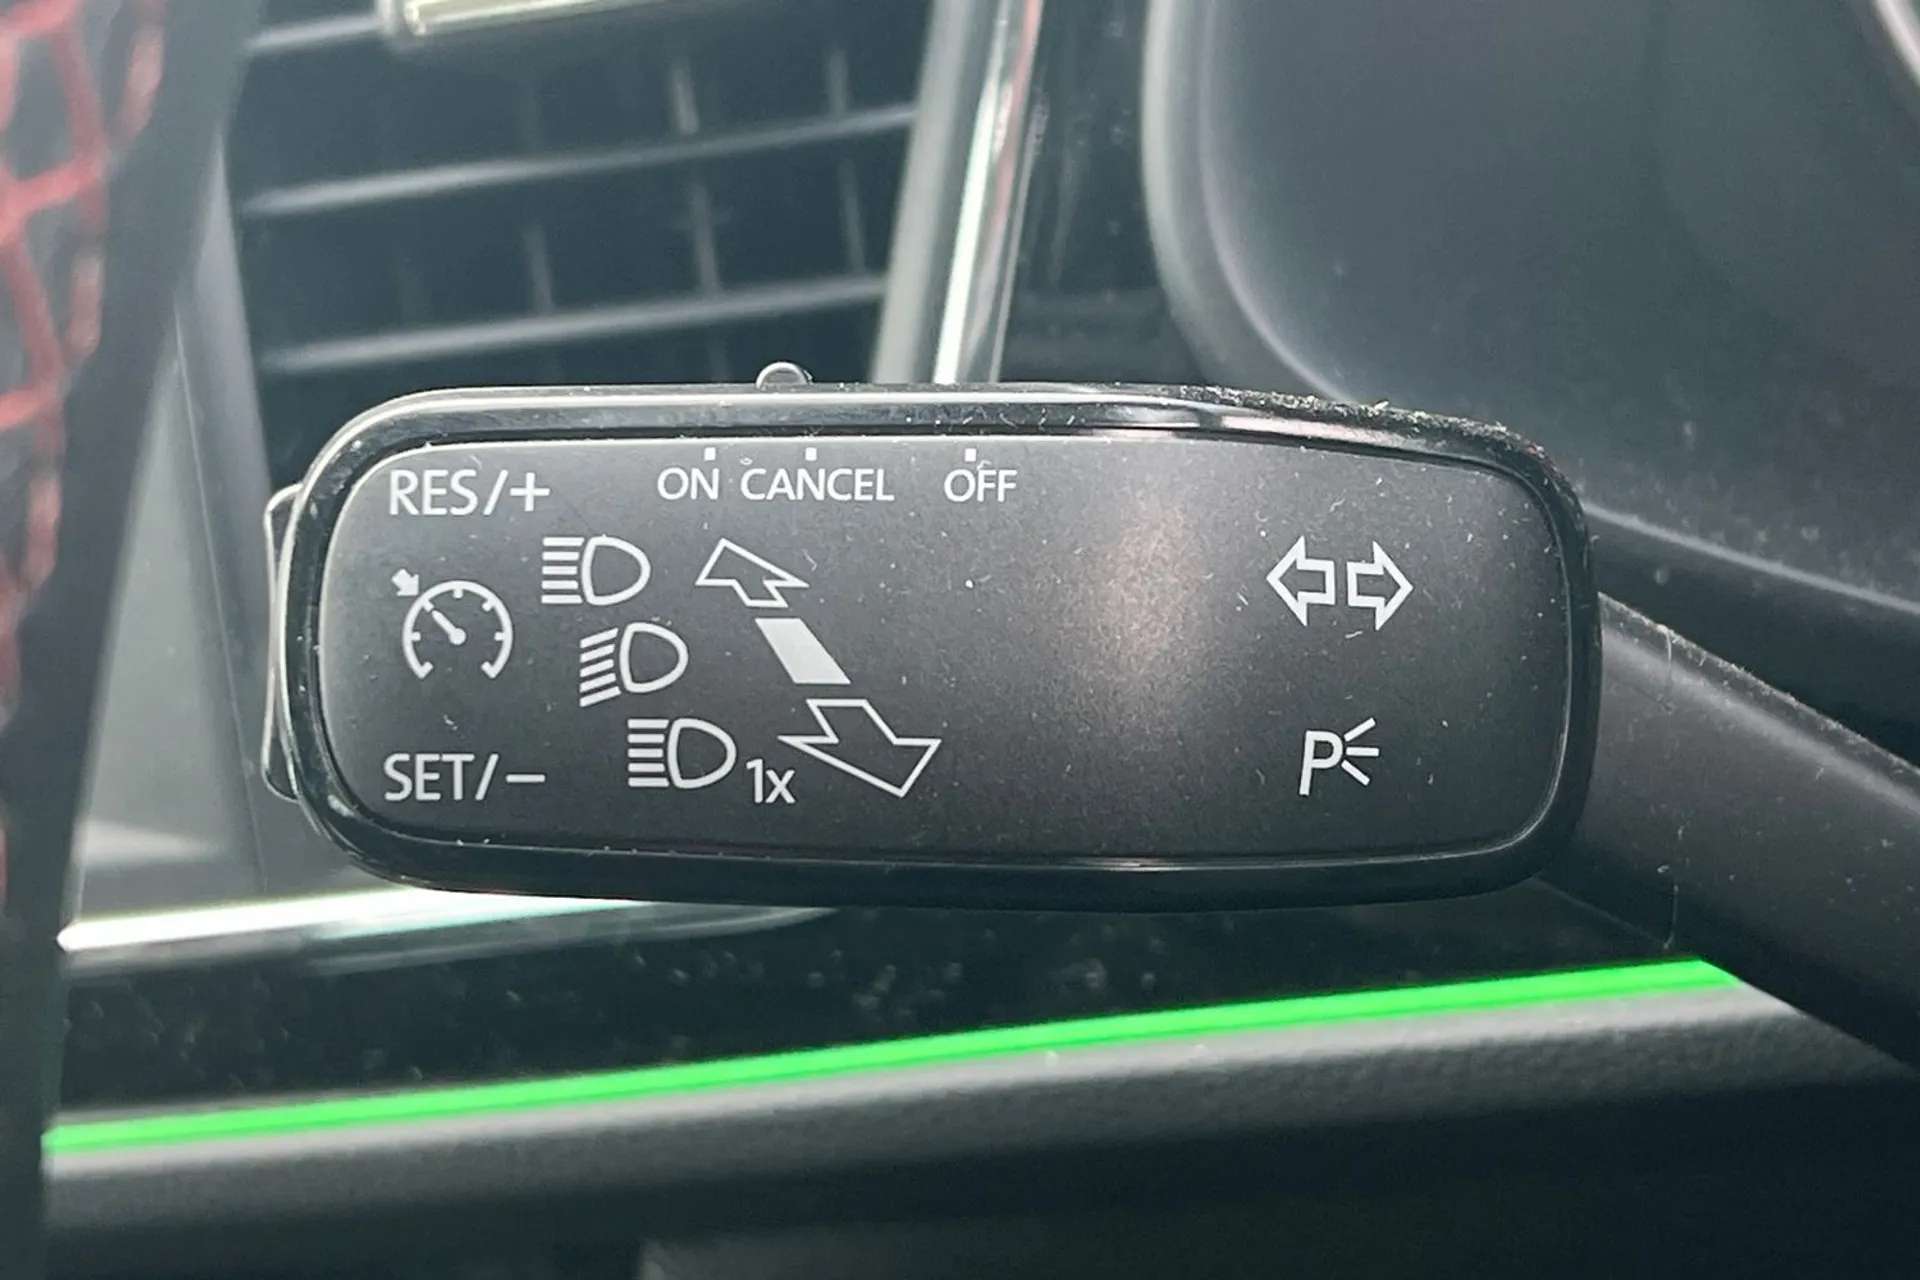 RES/+ ON CANCEL OFF
1x
SET/− P